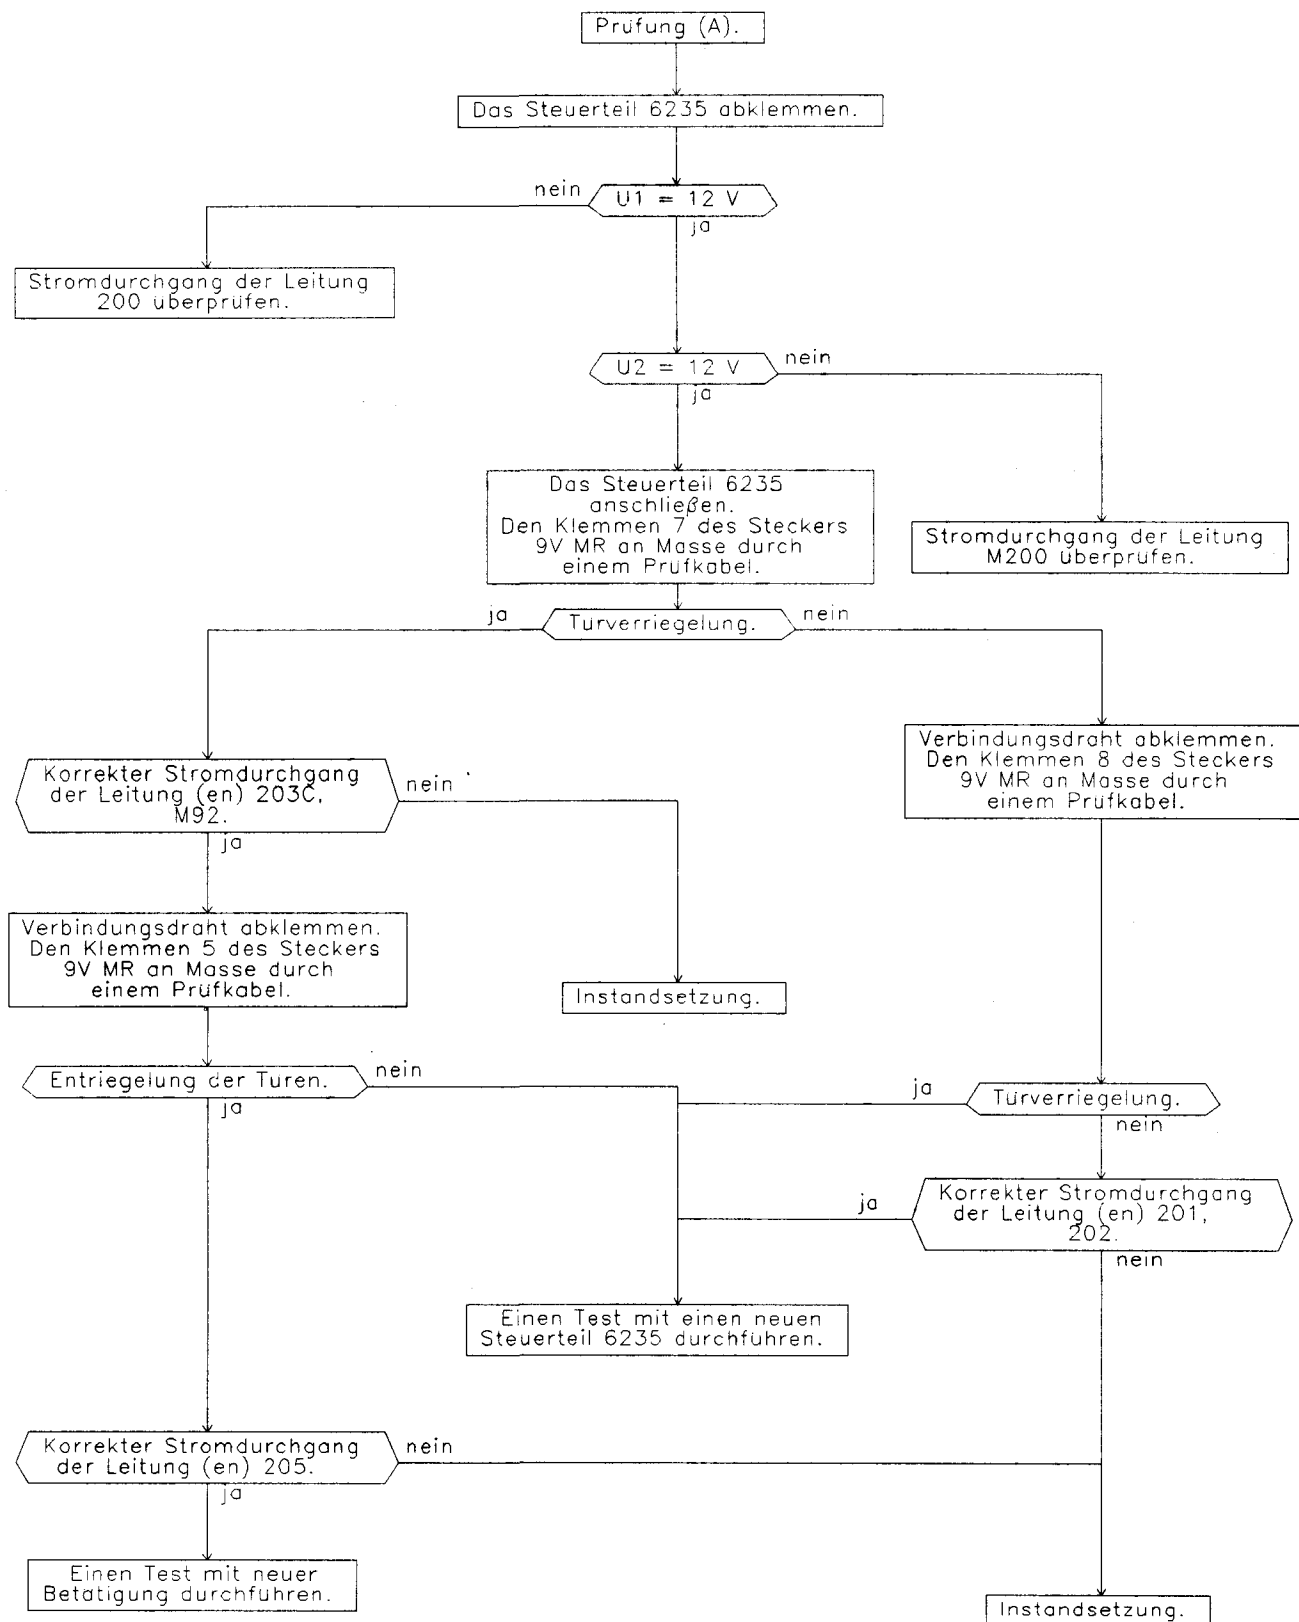 Prüfung (A).
Das Steuerteil 6235 abklemmen.
nein
U1 = 12 V
ja
Stromdurchgang der Leitung
200 überprüfen.
U2 = 12 V
nein
ja
Das Steuerteil 6235
anschließen.
Den Klemmen 7 des Steckers
9V MR an Masse durch
einem Prüfkabel.
Stromdurchgang der Leitung
M200 überprüfen.
ja
Türverriegelung.
nein
Korrekter Stromdurchgang
der Leitung (en) 203C,
M92.
nein
ja
Verbindungsdraht abklemmen.
Den Klemmen 8 des Steckers
9V MR an Masse durch
einem Prüfkabel.
Verbindungsdraht abklemmen.
Den Klemmen 5 des Steckers
9V MR an Masse durch
einem Prüfkabel.
Instandsetzung.
Entriegelung der Türen.
nein
ja
ja
Türverriegelung.
nein
ja
Korrekter Stromdurchgang
der Leitung (en) 201,
202.
nein
Einen Test mit einen neuen
Steuerteil 6235 durchführen.
Korrekter Stromdurchgang
der Leitung (en) 205.
nein
ja
Einen Test mit neuer
Betätigung durchführen.
Instandsetzung.